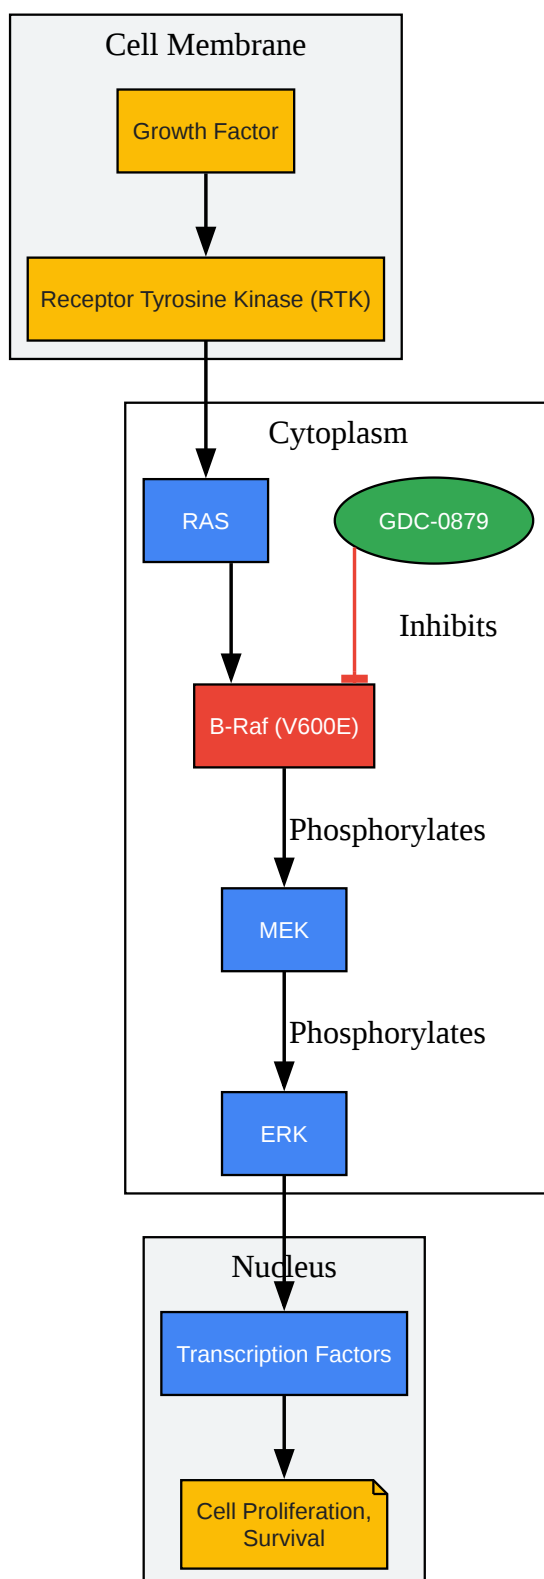 Cell Membrane
Growth Factor
Receptor Tyrosine Kinase (RTK)
Cytoplasm
RAS
GDC-0879
Inhibits
B-Raf (V600E)
Phosphorylates
MEK
Phosphorylates
ERK
Nucleus
Transcription Factors
Cell Proliferation,
Survival